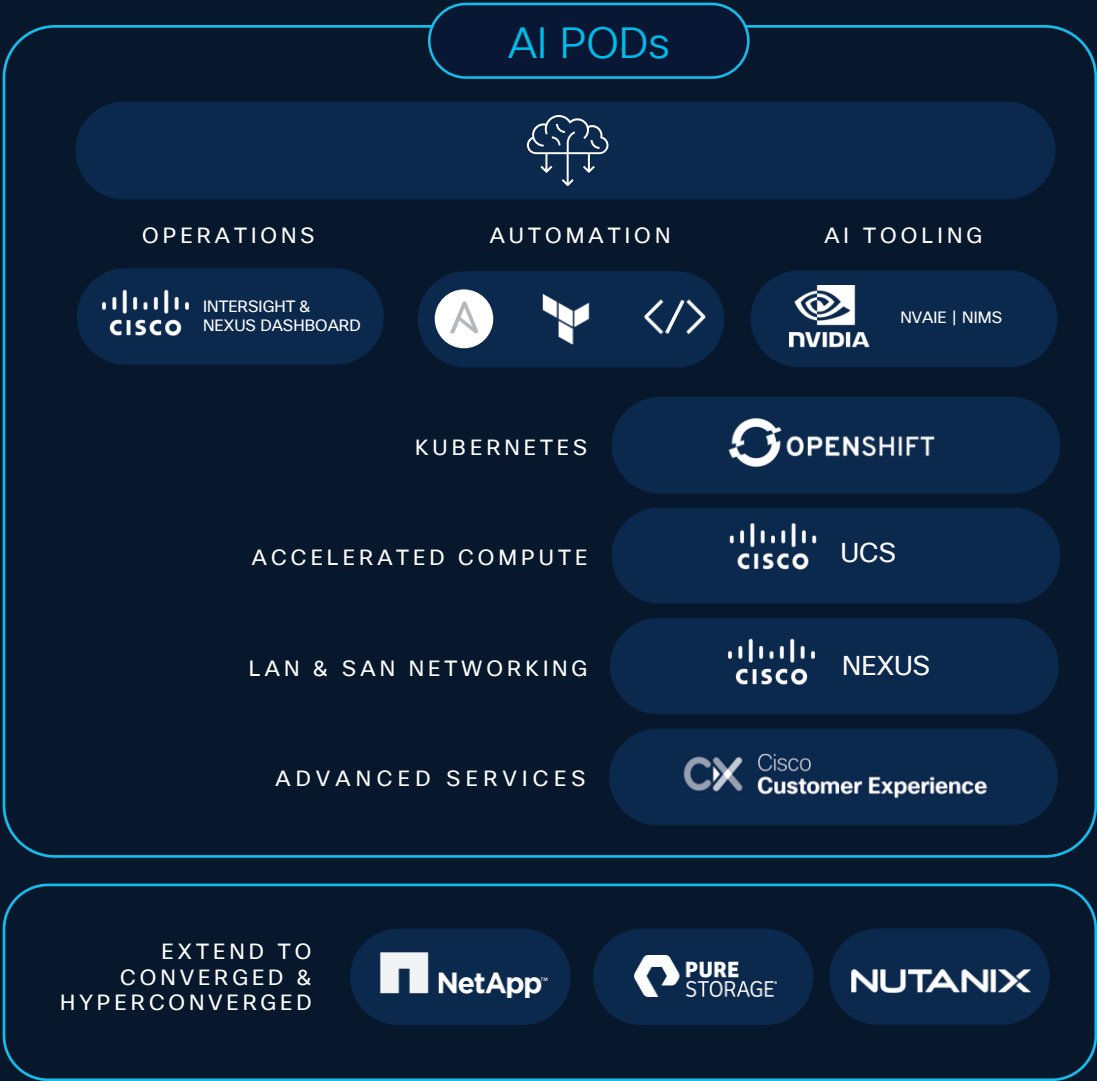 AI PODs
OPERATIONS
AUTOMATION
AI TOOLING
CISCO
INTERSIGHT &
NEXUS DASHBOARD
A
</>
NVIDIA
NVAIE | NIMS
KUBERNETES
OPENSHIFT
ACCELERATED COMPUTE
CISCO
UCS
LAN & SAN NETWORKING
CISCO
NEXUS
ADVANCED SERVICES
CX
Cisco
Customer Experience
EXTEND TO
CONVERGED &
HYPERCONVERGED
NetApp™
PURE
STORAGE
NUTANIX